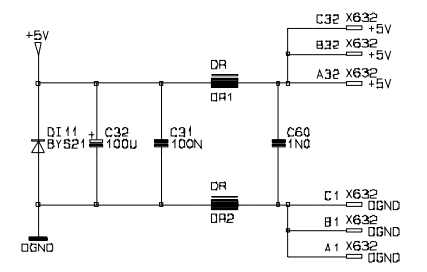 C32 X632
+5V
+5V
B32 X632
+5V
DR
A32 X632
+5V
DR1
DI11
BYS21
+
C32
100U
C31
100N
C60
1N0
DR
C1 X632
DGND
DR2
B1 X632
DGND
A1 X632
DGND
DGND